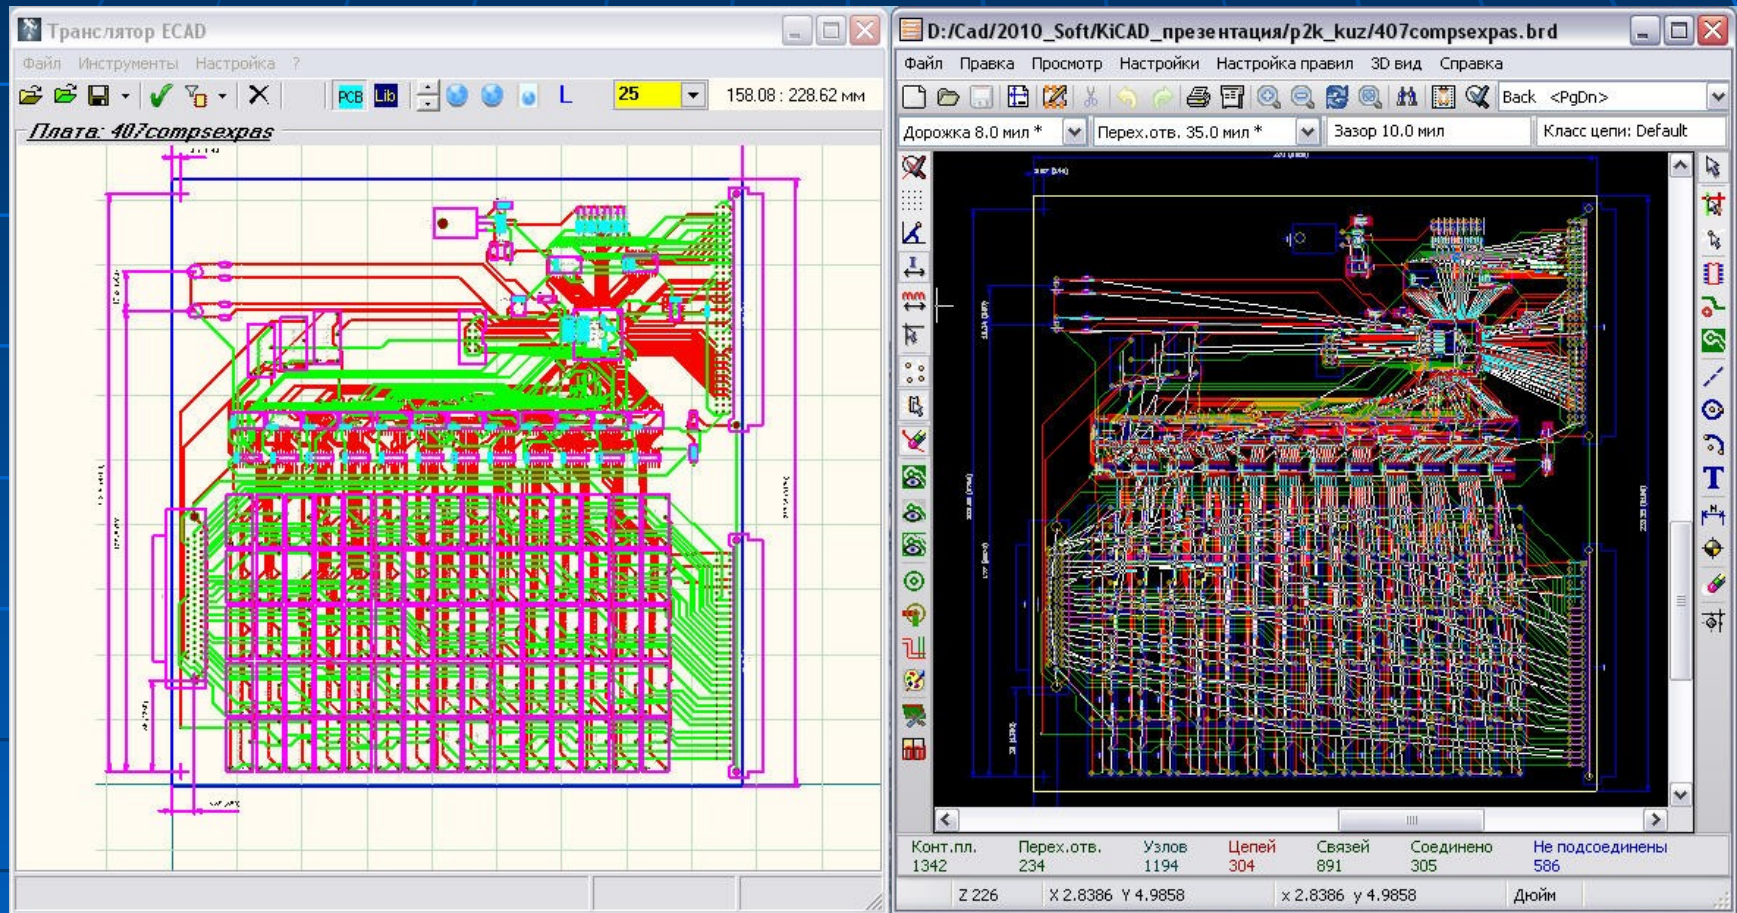 Транслятор ECAD
Файл Инструменты Настройка ?
PCB Lib L 25 158.08 : 228.62 мм
Плата: 407compsexpas
D:/Cad/2010_Soft/KiCAD_презентация/p2k_kuz/407compsexpas.brd
Файл Правка Просмотр Настройки Настройка правил 3D вид Справка
Back <PgDn>
Дорожка 8.0 мил * Перех.отв. 35.0 мил * Зазор 10.0 мил Класс цепи: Default
Конт.пл. Перех.отв. Узлов Цепей Связей Соединено Не подсоединены
1342 234 1194 304 891 305 586
Z 226 X 2.8386 Y 4.9858 x 2.8386 y 4.9858 Дюйм